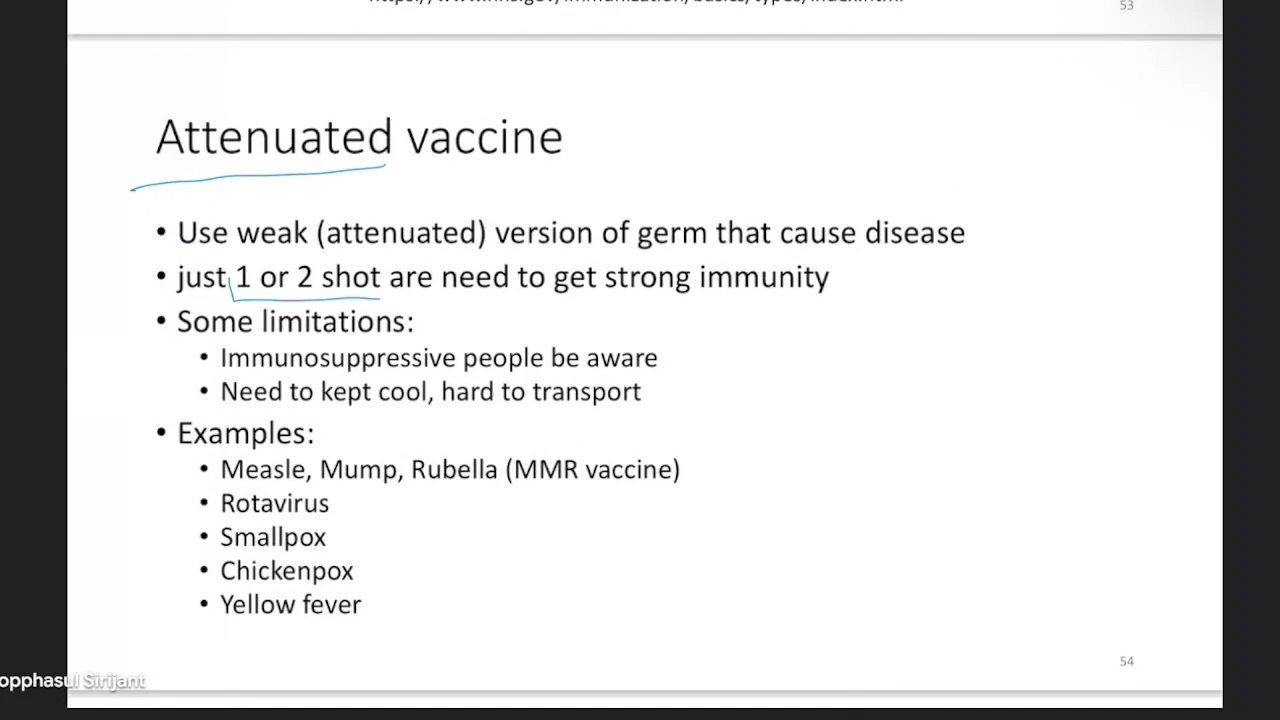 53
Attenuated vaccine
• Use weak (attenuated) version of germ that cause disease
• just 1 or 2 shot are need to get strong immunity
• Some limitations:
• Immunosuppressive people be aware
• Need to kept cool, hard to transport
• Examples:
• Measle, Mump, Rubella (MMR vaccine)
• Rotavirus
• Smallpox
• Chickenpox
• Yellow fever
54
opphasul Sirijant